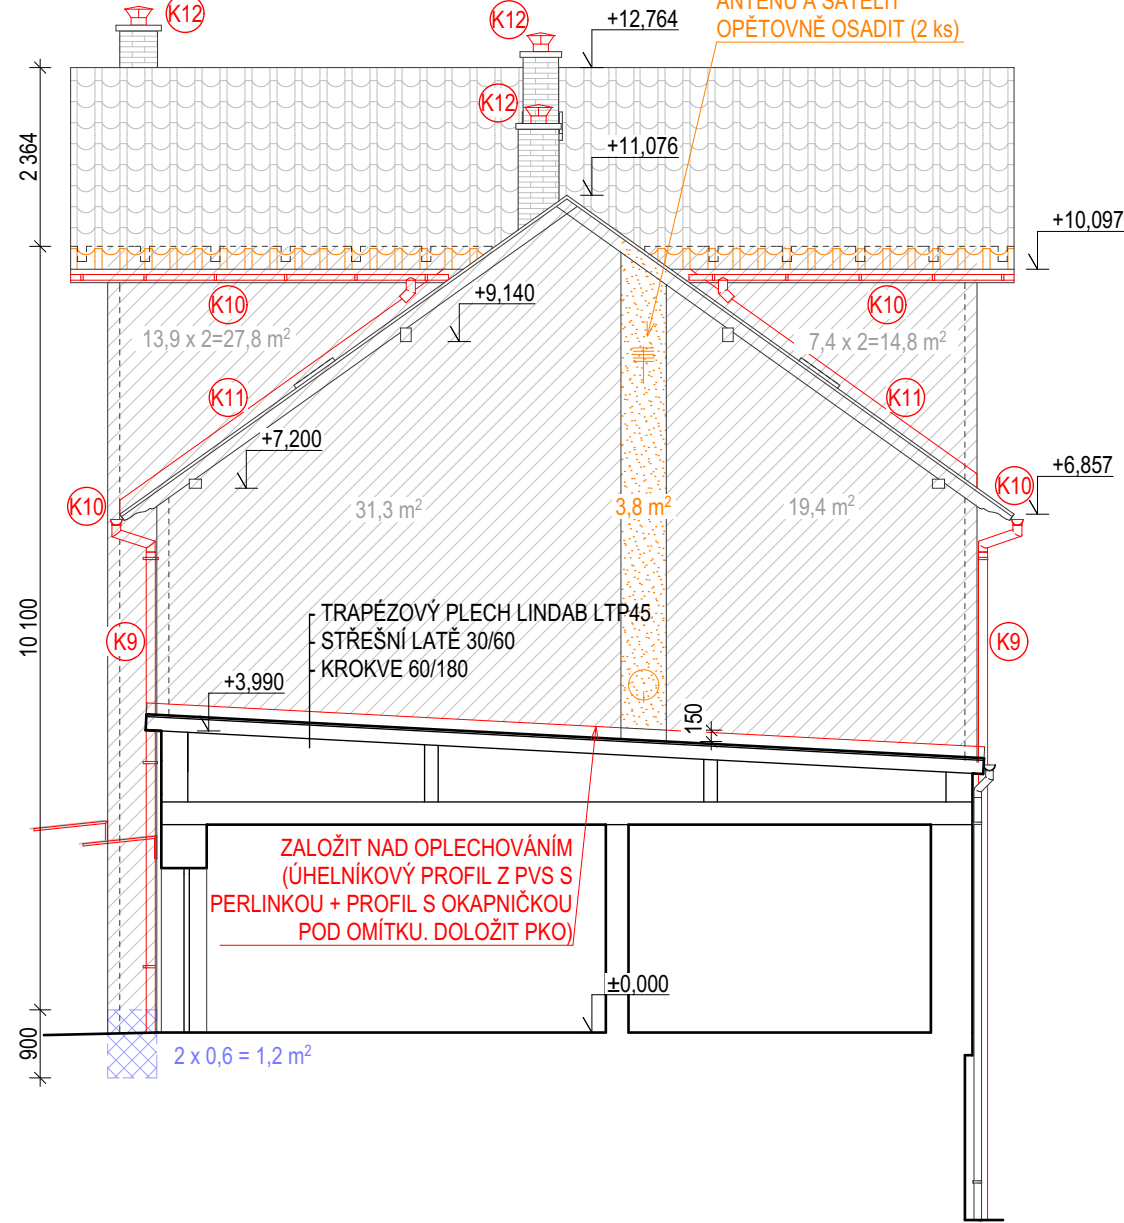 K12
K12
ANTÉNU A SATELIT
OPĚTOVNĚ OSADIT (2 ks)
+12,764
K12
2 364
+11,076
+10,097
K10
+9,140
K10
13,9 x 2=27,8 m²
7,4 x 2=14,8 m²
K11
K11
+7,200
+6,857
K10
K10
31,3 m²
3,8 m²
19,4 m²
10 100
TRAPÉZOVÝ PLECH LINDAB LTP45
STŘEŠNÍ LATĚ 30/60
KROKVE 60/180
K9
K9
+3,990
150
ZALOŽIT NAD OPLECHOVÁNÍM
(ÚHELNÍKOVÝ PROFIL Z PVS S
PERLINKOU + PROFIL S OKAPNIČKOU
POD OMÍTKU. DOLOŽIT PKO)
±0,000
900
2 x 0,6 = 1,2 m²